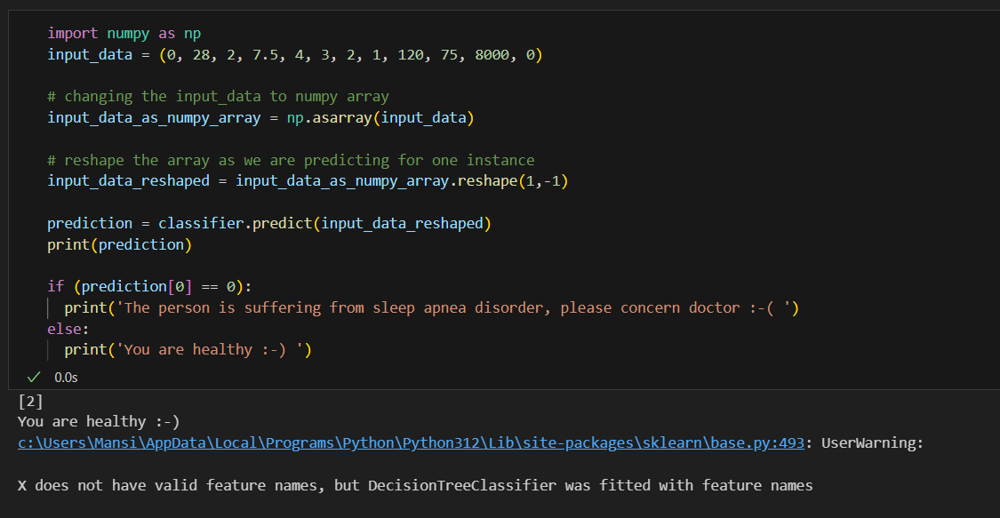 import numpy as np
input_data = (0, 28, 2, 7.5, 4, 3, 2, 1, 120, 75, 8000, 0)
# changing the input_data to numpy array
input_data_as_numpy_array = np.asarray(input_data)
# reshape the array as we are predicting for one instance
input_data_reshaped = input_data_as_numpy_array.reshape(1,-1)
prediction = classifier.predict(input_data_reshaped)
print(prediction)
if (prediction[0] == 0):
print('The person is suffering from sleep apnea disorder, please concern doctor :-( ')
else:
print('You are healthy :-) ')
0.0s
[2]
You are healthy :-)
c:\Users\Mansi\AppData\Local\Programs\Python\Python312\Lib\site-packages\sklearn\base.py:493: UserWarning:
X does not have valid feature names, but DecisionTreeClassifier was fitted with feature names